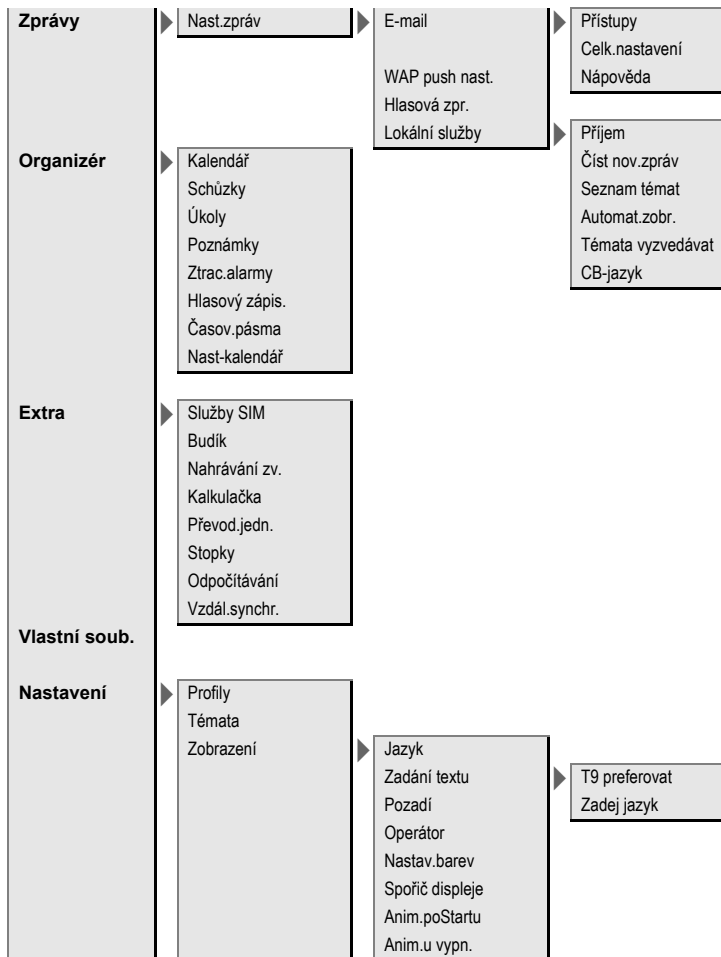 Zprávy
Nast.zpráv
E-mail
Přístupy
Celk.nastavení
WAP push nast.
Nápověda
Hlasová zpr.
Lokální služby
Příjem
Číst nov.zpráv
Seznam témat
Automat.zobr.
Témata vyzvedávat
CB-jazyk
Organizér
Kalendář
Schůzky
Úkoly
Poznámky
Ztrac.alarmy
Hlasový zápis.
Časov.pásma
Nast-kalendář
Extra
Služby SIM
Budík
Nahrávání zv.
Kalkulačka
Převod.jedn.
Stopky
Odpočítávání
Vzdál.synchr.
Vlastní soub.
Nastavení
Profily
Témata
Zobrazení
Jazyk
Zadání textu
T9 preferovat
Zadej jazyk
Pozadí
Operátor
Nastav.barev
Spořič displeje
Anim.poStartu
Anim.u vypn.